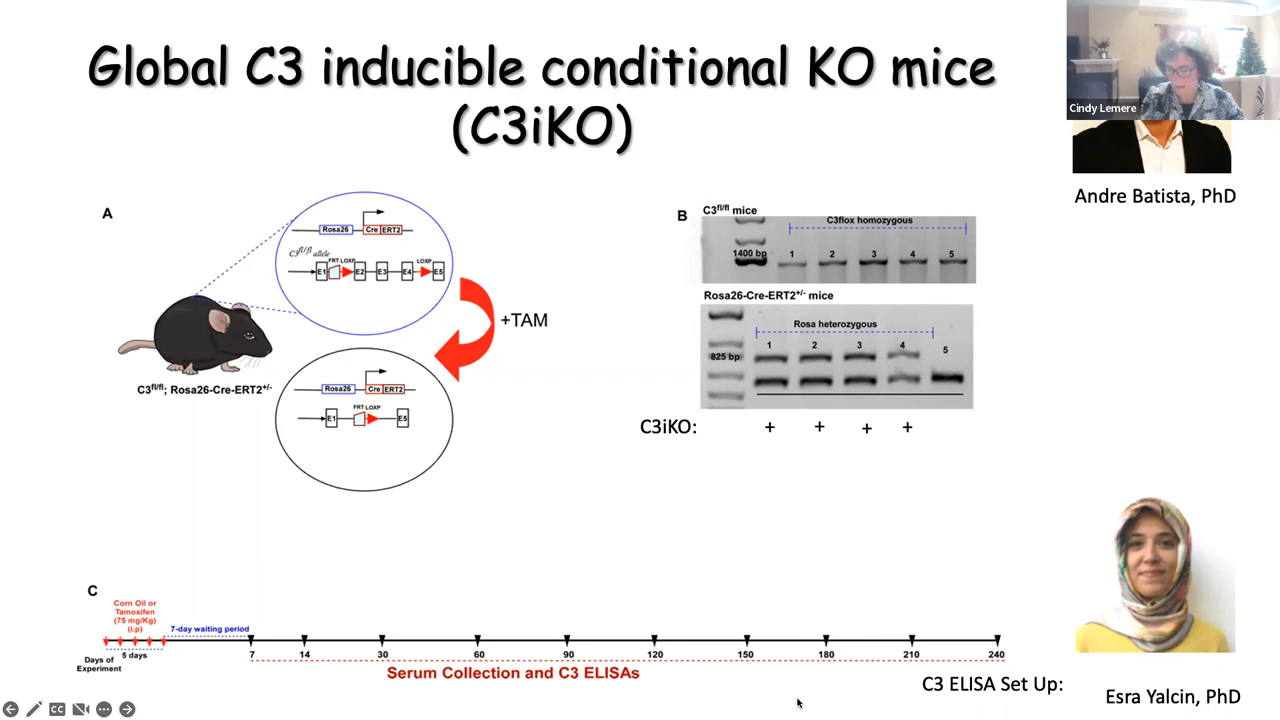 Global C3 inducible conditional KO mice
(C3iKO)
Cindy Lemere
Andre Batista, PhD
A
Rosa26 Cre ERT2
C3fl/fl allele
FRT LOXP LOXP
E1 E2 E3 E4 E5
+TAM
Rosa26 Cre ERT2
FRT LOXP
E1 E5
C3fl/fl; Rosa26-Cre-ERT2+/-
B
C3fl/fl mice
C3flox homozygous
1400 bp 1 2 3 4 5
Rosa26-Cre-ERT2+/- mice
Rosa heterozygous
1 2 3 4 5
825 bp
C3iKO: + + + +
C
Corn Oil or
Tamoxifen
(75 mg/Kg)
(i.p)
7-day waiting period
5 days
Days of
Experiment
7 14 30 60 90 120 150 180 210 240
Serum Collection and C3 ELISAs
C3 ELISA Set Up:
Esra Yalcin, PhD
CC